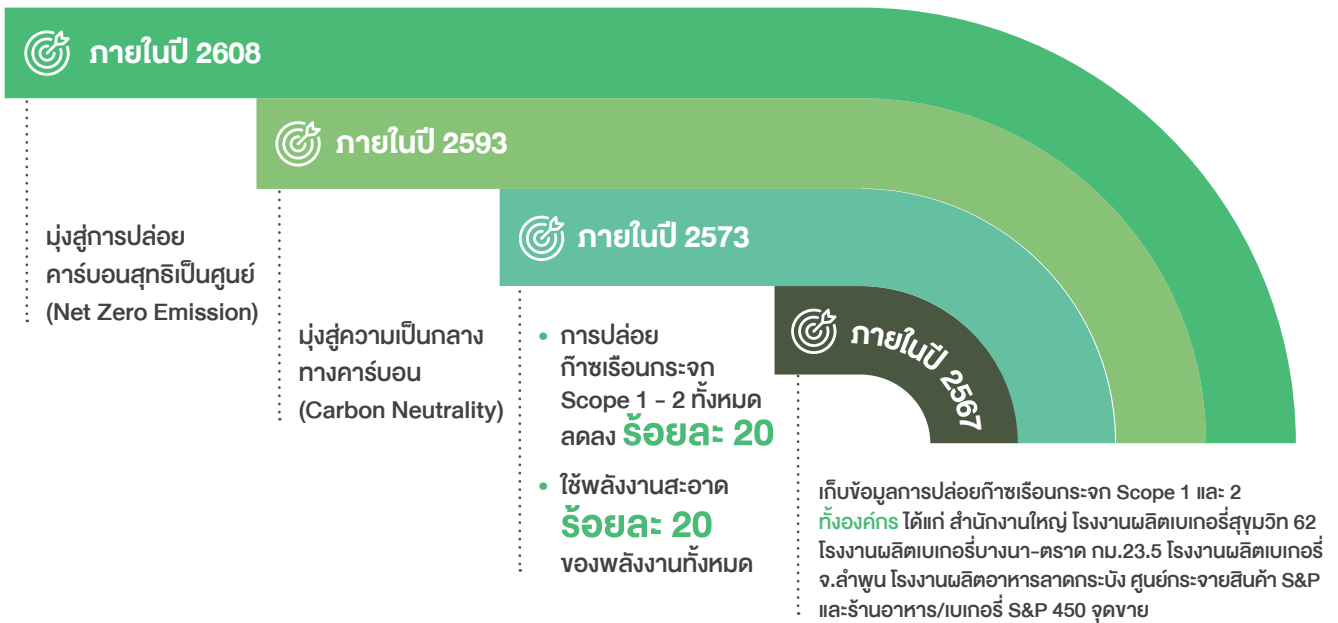 ภายในปี 2608
มุ่งสู่การปล่อย
คาร์บอนสุทธิเป็นศูนย์
(Net Zero Emission)
ภายในปี 2593
มุ่งสู่ความเป็นกลาง
ทางคาร์บอน
(Carbon Neutrality)
ภายในปี 2573
• การปล่อย
ก๊าซเรือนกระจก
Scope 1 - 2 ทั้งหมด
ลดลง ร้อยละ 20
• ใช้พลังงานสะอาด
ร้อยละ 20
ของพลังงานทั้งหมด
ภายในปี 2567
เก็บข้อมูลการปล่อยก๊าซเรือนกระจก Scope 1 และ 2
ทั้งองค์กร ได้แก่ สำนักงานใหญ่ โรงงานผลิตเบเกอรี่สุขุมวิท 62
โรงงานผลิตเบเกอรี่บางนา-ตราด กม.23.5 โรงงานผลิตเบเกอรี่
จ.ลำพูน โรงงานผลิตอาหารลาดกระบัง ศูนย์กระจายสินค้า S&P
และร้านอาหาร/เบเกอรี่ S&P 450 จุดขาย